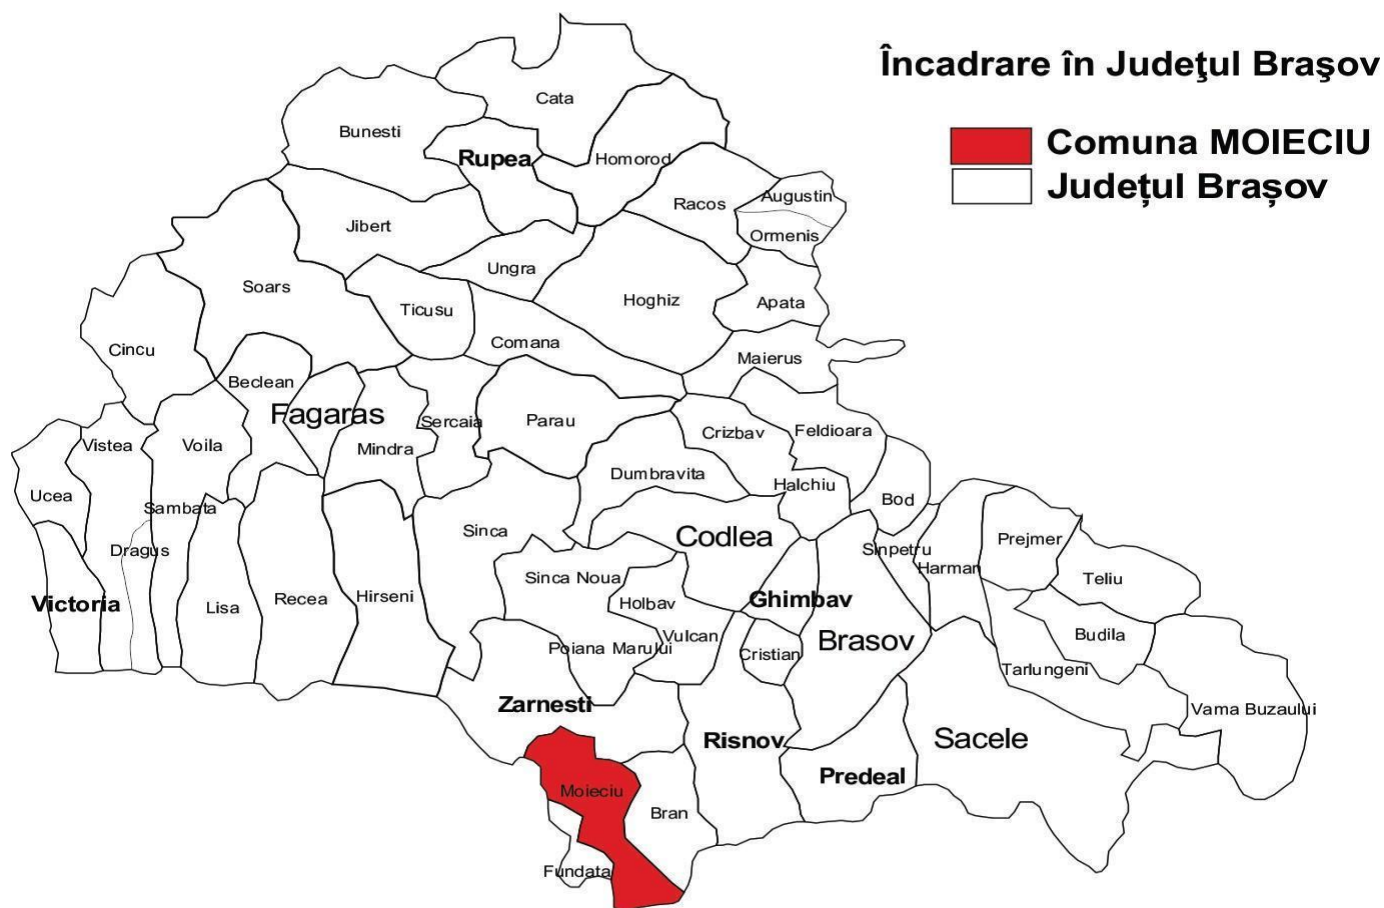 Încadrare în Judeţul Braşov
Comuna MOIECIU
Județul Brașov
Cata
Bunesti
Rupea
Homorod
Racos
Augustin
Ormenis
Jibert
Ungra
Soars
Ticusu
Hoghiz
Apata
Comana
Cincu
Maierus
Beclean
Fagaras
Sercaia
Parau
Crizbav
Feldioara
Vistea
Voila
Mindra
Dumbravita
Halchiu
Ucea
Sambata
Bod
Sinca
Codlea
Sinpetru
Prejmer
Dragus
Harman
Sinca Noua
Teliu
Victoria
Lisa
Recea
Hirseni
Holbav
Ghimbav
Poiana Marului
Vulcan
Cristian
Brasov
Budila
Tarlungeni
Zarnesti
Vama Buzaului
Risnov
Sacele
Predeal
Moieciu
Bran
Fundata